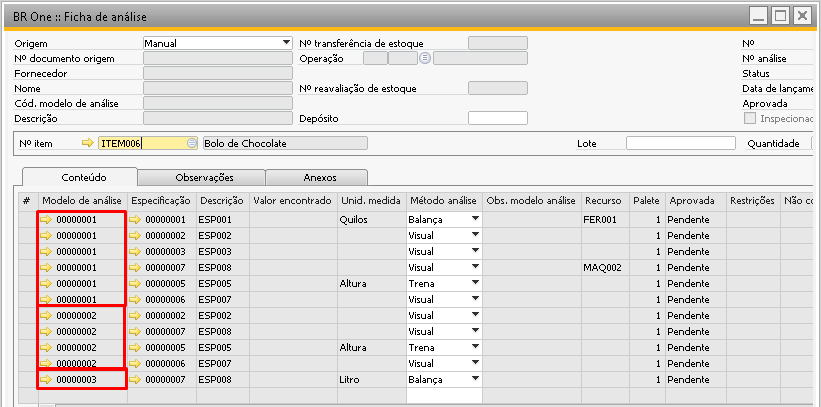 BR One :: Ficha de análise
Origem Manual Nº transferência de estoque Nº
Nº documento origem Operação Nº análise
Fornecedor Status
Nome Nº reavaliação de estoque Data de lançame
Cód. modelo de análise Aprovada
Descrição Depósito Inspecionad
Nº item ITEM006 Bolo de Chocolate Lote Quantidade
Conteúdo Observações Anexos
# Modelo de análise Especificação Descrição Valor encontrado Unid. medida Método análise Obs. modelo análise Recurso Palete Aprovada Restrições Não co
00000001 00000001 ESP001 Quilos Balança FER001 1 Pendente
00000001 00000002 ESP002 Visual 1 Pendente
00000001 00000003 ESP003 Visual 1 Pendente
00000001 00000007 ESP008 Visual MAQ002 1 Pendente
00000001 00000005 ESP005 Altura Trena 1 Pendente
00000001 00000006 ESP007 Visual 1 Pendente
00000002 00000002 ESP002 Visual 1 Pendente
00000002 00000007 ESP008 Visual 1 Pendente
00000002 00000005 ESP005 Altura Trena 1 Pendente
00000002 00000006 ESP007 Visual 1 Pendente
00000003 00000007 ESP008 Litro Balança 1 Pendente